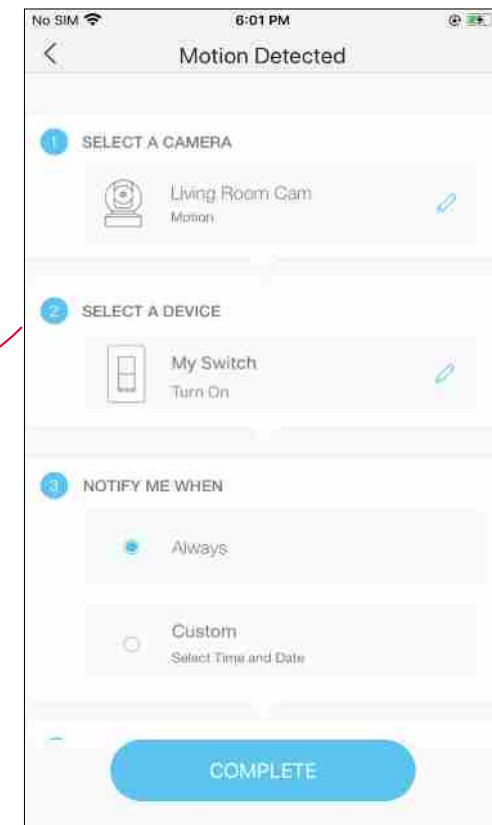 No SIM 6:01 PM
Motion Detected
1 SELECT A CAMERA
Living Room Cam
Motion
2 SELECT A DEVICE
My Switch
Turn On
3 NOTIFY ME WHEN
Always
Custom
Select Time and Date
COMPLETE